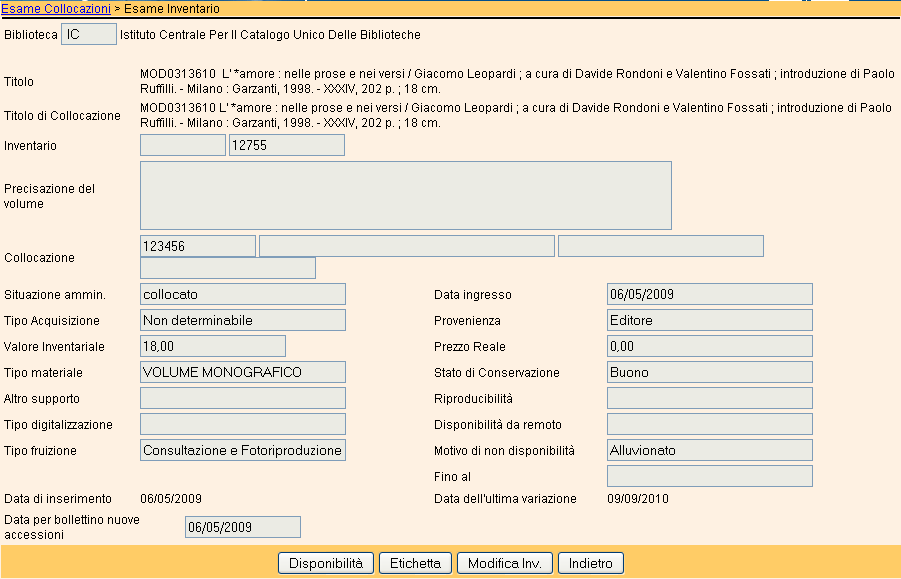 Esame Collocazioni > Esame Inventario
Biblioteca IC Istituto Centrale Per Il Catalogo Unico Delle Biblioteche
Titolo MOD0313610 L' *amore : nelle prose e nei versi / Giacomo Leopardi ; a cura di Davide Rondoni e Valentino Fossati ; introduzione di Paolo
Ruffilli. - Milano : Garzanti, 1998. - XXXIV, 202 p. ; 18 cm.
Titolo di Collocazione MOD0313610 L' *amore : nelle prose e nei versi / Giacomo Leopardi ; a cura di Davide Rondoni e Valentino Fossati ; introduzione di Paolo
Ruffilli. - Milano : Garzanti, 1998. - XXXIV, 202 p. ; 18 cm.
Inventario 12755
Precisazione del
volume
Collocazione 123456
Situazione ammin. collocato Data ingresso 06/05/2009
Tipo Acquisizione Non determinabile Provenienza Editore
Valore Inventariale 18,00 Prezzo Reale 0,00
Tipo materiale VOLUME MONOGRAFICO Stato di Conservazione Buono
Altro supporto Riproducibilità
Tipo digitalizzazione Disponibilità da remoto
Tipo fruizione Consultazione e Fotoriproduzione Motivo di non disponibilità Alluvionato
Fino al
Data di inserimento 06/05/2009 Data dell'ultima variazione 09/09/2010
Data per bollettino nuove
accessioni 06/05/2009
Disponibilità Etichetta Modifica Inv. Indietro